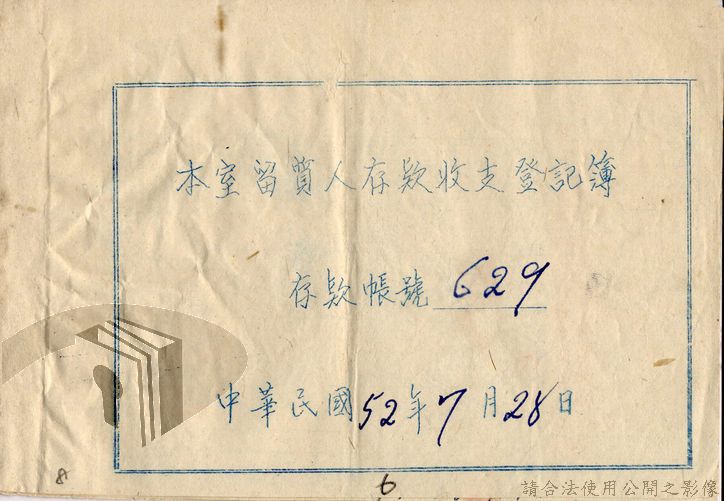 本室留質人存款收支登記簿
存款帳號 629
中華民國52年7月28日
6
請合法使用公開之影像